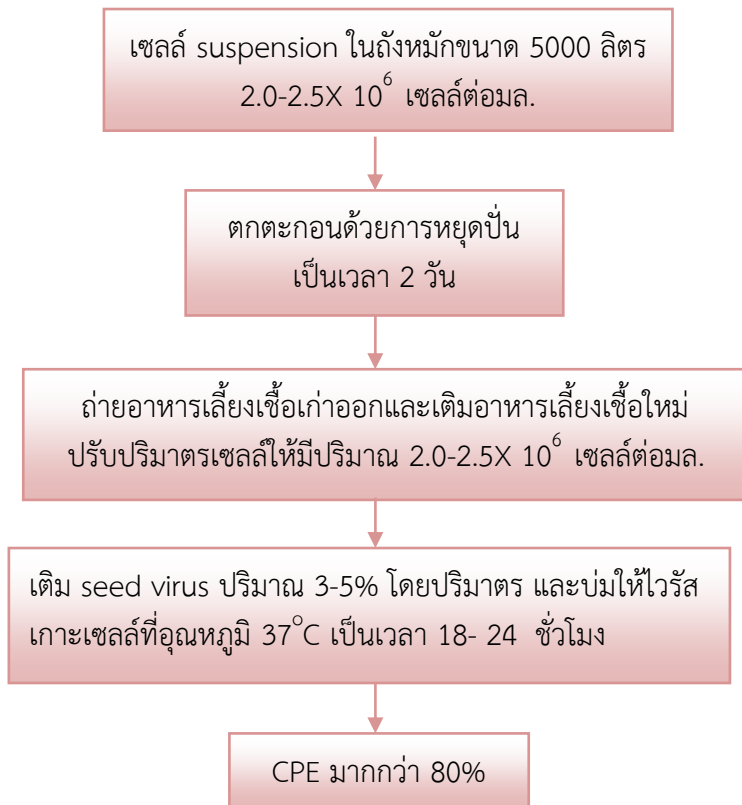 เซลล์ suspension ในถังหมักขนาด 5000 ลิตร
2.0-2.5X 10⁶ เซลล์ต่อมล.
ตกตะกอนด้วยการหยุดปั่น
เป็นเวลา 2 วัน
ถ่ายอาหารเลี้ยงเชื้อเก่าออกและเติมอาหารเลี้ยงเชื้อใหม่
ปรับปริมาตรเซลล์ให้มีปริมาณ 2.0-2.5X 10⁶ เซลล์ต่อมล.
เติม seed virus ปริมาณ 3-5% โดยปริมาตร และบ่มให้ไวรัส
เกาะเซลล์ที่อุณหภูมิ 37°C เป็นเวลา 18- 24 ชั่วโมง
CPE มากกว่า 80%